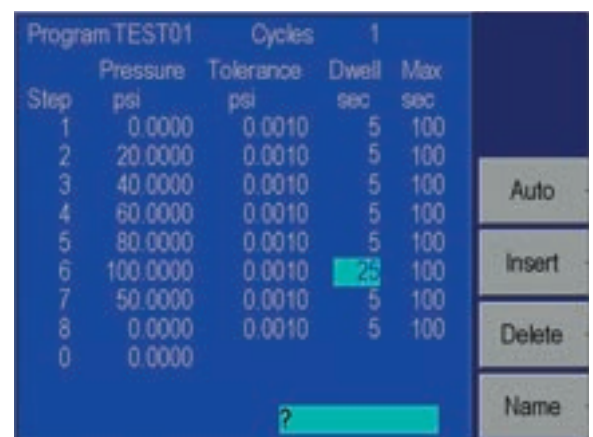 Program TEST01 Cycles 1
Pressure Tolerance Dwell Max
Step psi psi sec sec
1 0.0000 0.0010 5 100
2 20.0000 0.0010 5 100
3 40.0000 0.0010 5 100
4 60.0000 0.0010 5 100
5 80.0000 0.0010 5 100
6 100.0000 0.0010 25 100
7 50.0000 0.0010 5 100
8 0.0000 0.0010 5 100
0 0.0000
?
Auto
Insert
Delete
Name